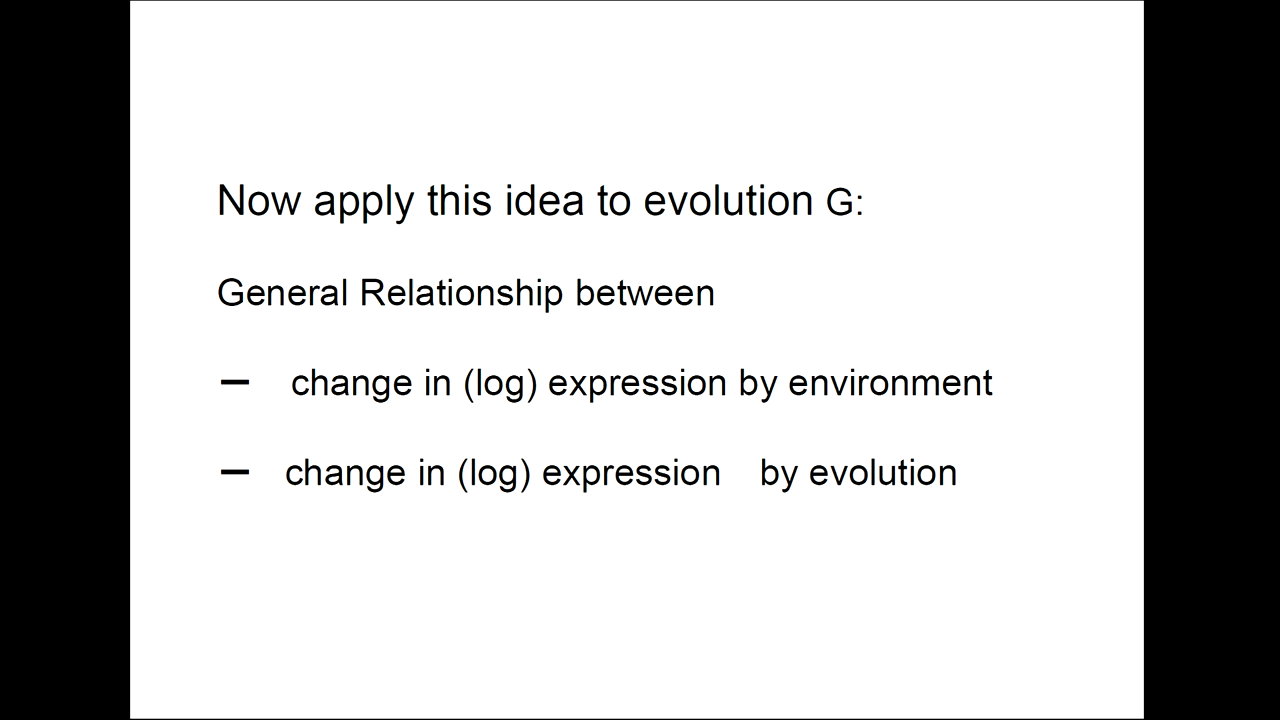 Now apply this idea to evolution G:
General Relationship between
— change in (log) expression by environment
— change in (log) expression by evolution